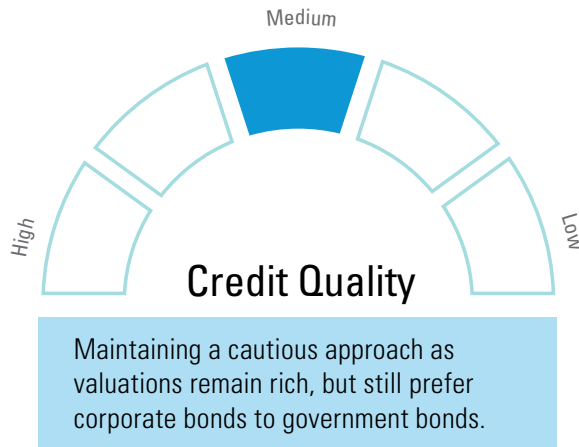 Medium
High
Low
Credit Quality
Maintaining a cautious approach as
valuations remain rich, but still prefer
corporate bonds to government bonds.